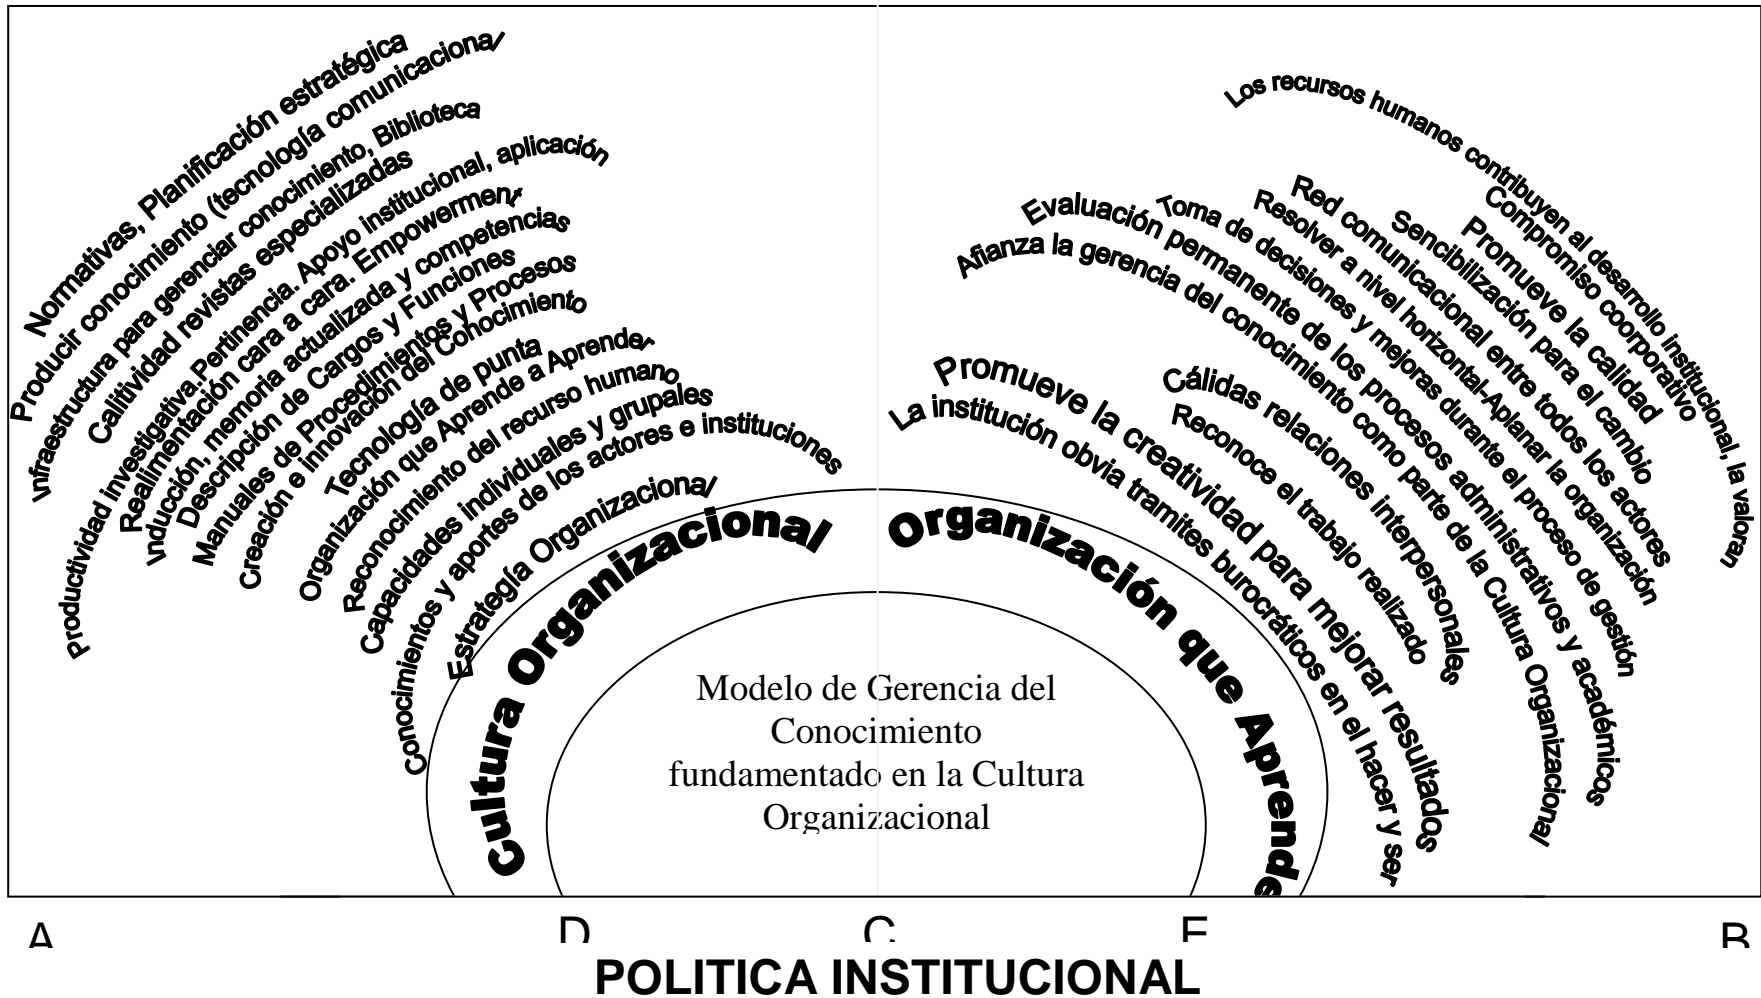 Normativas, Planificación estratégica
Producir conocimiento (tecnología comunicacional
Infraestructura para gerenciar conocimiento, Biblioteca
Calitividad revistas especializadas
Productividad investigativa.Pertinencia. Apoyo institucional, aplicación
Realimentación cara a cara. Empowerment
Inducción, memoria actualizada y competencias
Descripción de Cargos y Funciones
Manuales de Procedimientos y Procesos
Creación e innovación del Conocimiento
Tecnología de punta
Organización que Aprende a Aprender
Reconocimiento del recurso humano
Capacidades individuales y grupales
Conocimientos y aportes de los actores e instituciones
Estrategía Organizacional
Cultura Organizacional
Los recursos humanos contribuyen al desarrollo institucional, la valoran
Compromiso coorporativo
Promueve la calidad
Sencibilización para el cambio
Red comunicacional entre todos los actores
Resolver a nivel horizontal-Aplanar la organización
Toma de decisiones y mejoras durante el proceso de gestión
Evaluación permanente de los procesos administrativos y académicos
Afianza la gerencia del conocimiento como parte de la Cultura Organizacional
Cálidas relaciones interpersonales
Reconoce el trabajo realizado
Promueve la creatividad para mejorar resultados
La institución obvia tramites burocráticos en el hacer y ser
Organización que Aprende
Modelo de Gerencia del
Conocimiento
fundamentado en la Cultura
Organizacional
A D C E B
POLITICA INSTITUCIONAL